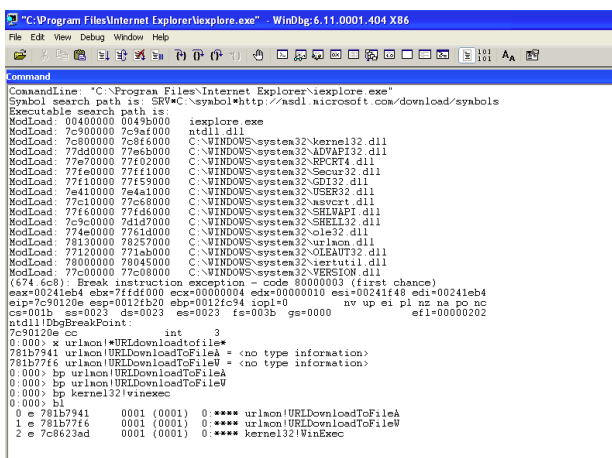 "C:\Program Files\Internet Explorer\iexplore.exe" - WinDbg:6.11.0001.404 X86
File Edit View Debug Window Help
Command
CommandLine: "C:\Program Files\Internet Explorer\iexplore.exe"
Symbol search path is: SRV*C:\symbol*http://msdl.microsoft.com/download/symbols
Executable search path is:
ModLoad: 00400000 0049b000 iexplore.exe
ModLoad: 7c900000 7c9af000 ntdll.dll
ModLoad: 7c800000 7c8f6000 C:\WINDOWS\system32\kernel32.dll
ModLoad: 77dd0000 77e6b000 C:\WINDOWS\system32\ADVAPI32.dll
ModLoad: 77e70000 77f02000 C:\WINDOWS\system32\RPCRT4.dll
ModLoad: 77fe0000 77ff1000 C:\WINDOWS\system32\Secur32.dll
ModLoad: 77f10000 77f59000 C:\WINDOWS\system32\GDI32.dll
ModLoad: 7e410000 7e4a1000 C:\WINDOWS\system32\USER32.dll
ModLoad: 77c10000 77c68000 C:\WINDOWS\system32\msvcrt.dll
ModLoad: 77f60000 77fd6000 C:\WINDOWS\system32\SHLWAPI.dll
ModLoad: 7c9c0000 7d1d7000 C:\WINDOWS\system32\SHELL32.dll
ModLoad: 774e0000 7761d000 C:\WINDOWS\system32\ole32.dll
ModLoad: 78130000 78257000 C:\WINDOWS\system32\urlmon.dll
ModLoad: 77120000 771ab000 C:\WINDOWS\system32\OLEAUT32.dll
ModLoad: 78000000 78045000 C:\WINDOWS\system32\iertutil.dll
ModLoad: 77c00000 77c08000 C:\WINDOWS\system32\VERSION.dll
(674.6c8): Break instruction exception - code 80000003 (first chance)
eax=00241eb4 ebx=7ffdf000 ecx=00000004 edx=00000010 esi=00241f48 edi=00241eb4
eip=7c90120e esp=0012fb20 ebp=0012fc94 iopl=0 nv up ei pl nz na po nc
cs=001b ss=0023 ds=0023 es=0023 fs=003b gs=0000 efl=00000202
ntdll!DbgBreakPoint:
7c90120e cc int 3
0:000> x urlmon!*URLdownloadtofile*
781b7941 urlmon!URLDownloadToFileA = <no type information>
781b77f6 urlmon!URLDownloadToFileW = <no type information>
0:000> bp urlmon!URLDownloadToFileA
0:000> bp urlmon!URLDownloadToFileW
0:000> bp kernel32!winexec
0:000> bl
0 e 781b7941 0001 (0001) 0:**** urlmon!URLDownloadToFileA
1 e 781b77f6 0001 (0001) 0:**** urlmon!URLDownloadToFileW
2 e 7c8623ad 0001 (0001) 0:**** kernel32!WinExec